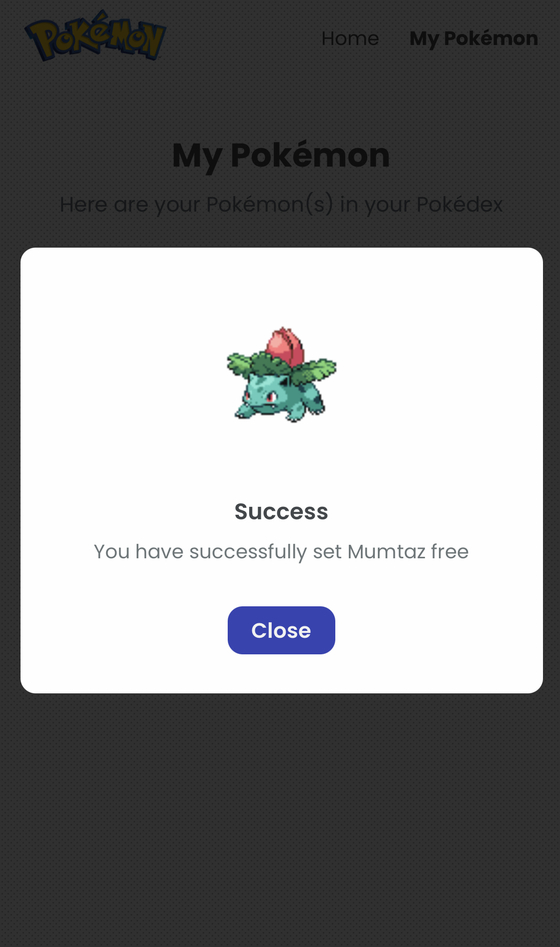 POKéMON
Home My Pokémon
My Pokémon
Here are your Pokémon(s) in your Pokédex
Success
You have successfully set Mumtaz free
Close